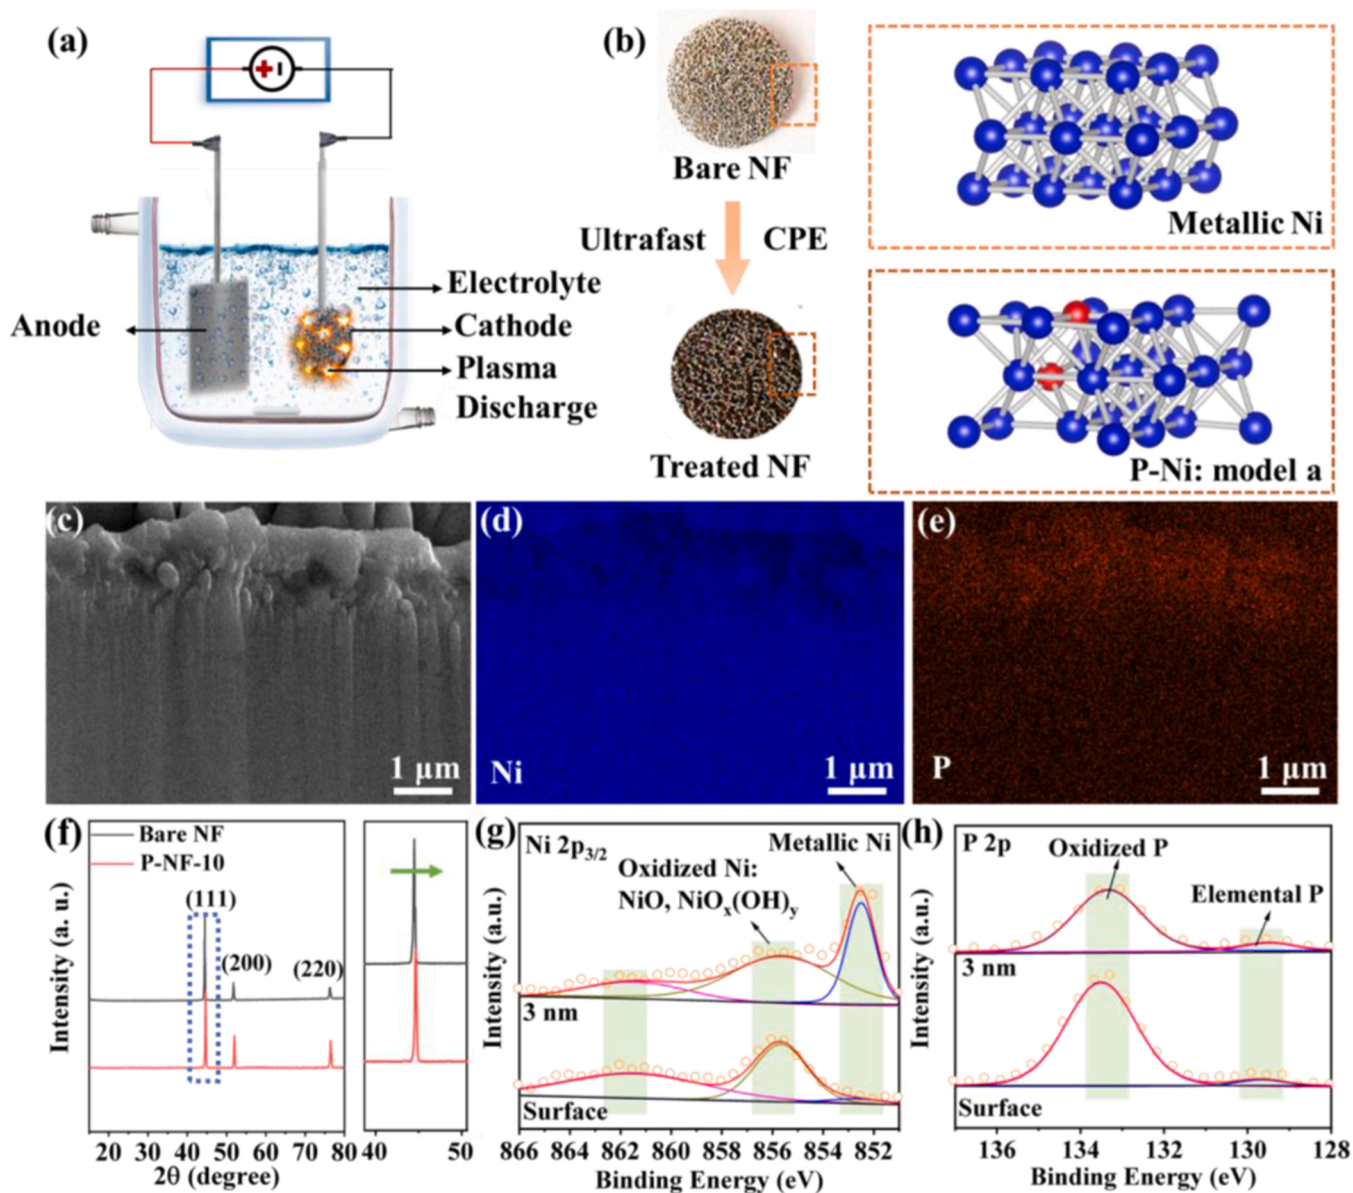 (a)
+ -
Anode
Electrolyte
Cathode
Plasma
Discharge
(b)
Bare NF
Ultrafast CPE
Treated NF
Metallic Ni
P-Ni: model a
(c)
1 μm
(d)
Ni
1 μm
(e)
P
1 μm
(f)
Bare NF
P-NF-10
(111)
(200)
(220)
Intensity (a. u.)
20 30 40 50 60 70 80
40 50
2θ (degree)
(g)
Ni 2p3/2
Metallic Ni
Oxidized Ni:
NiO, NiOx(OH)y
3 nm
Surface
Intensity (a.u.)
866 864 862 860 858 856 854 852
Binding Energy (eV)
(h)
P 2p
Oxidized P
Elemental P
3 nm
Surface
Intensity (a.u.)
136 134 132 130 128
Binding Energy (eV)